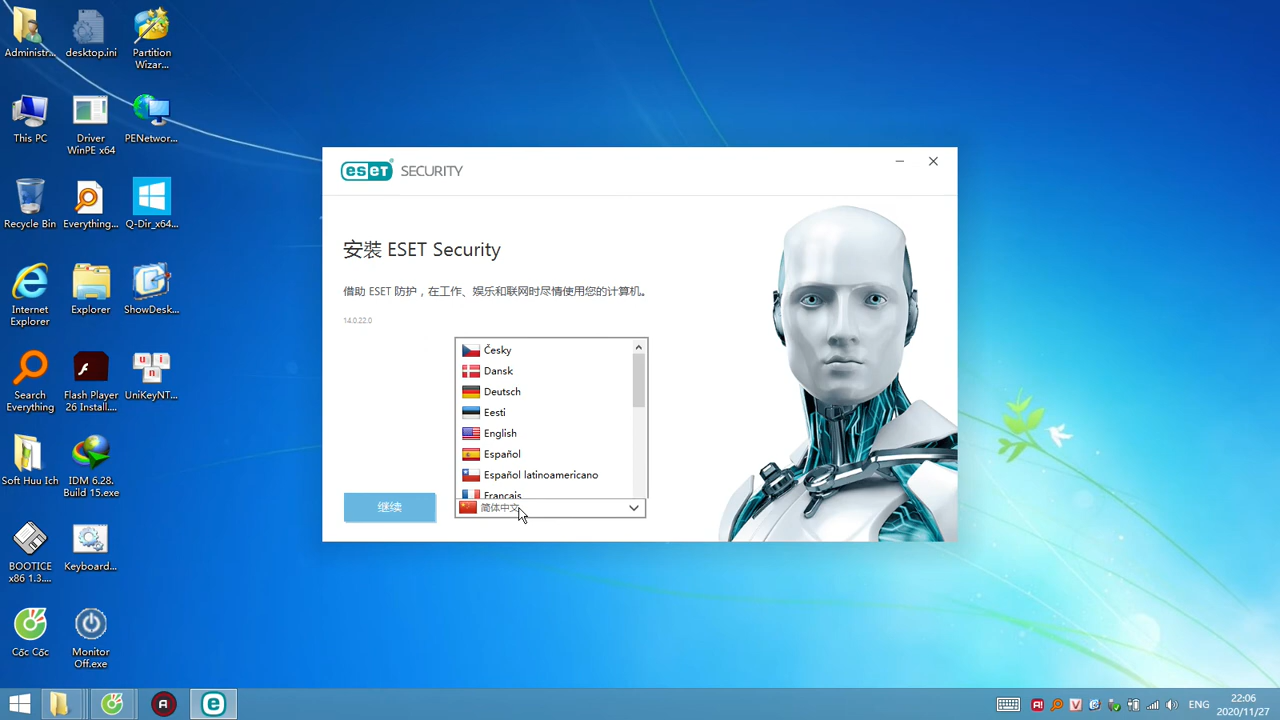 Administr...
desktop.ini
Partition
Wizar...
This PC
Driver
WinPE x64
PENetwor...
Recycle Bin
Everything...
Q-Dir_x64...
Internet
Explorer
Explorer
ShowDesk...
Search
Everything
Flash Player
26 Install....
UniKeyNT...
Soft Huu Ich
IDM 6.28.
Build 15.exe
BOOTICE
x86 1.3....
Keyboard...
Cốc Cốc
Monitor
Off.exe
eseT SECURITY
安裝 ESET Security
借助 ESET 防护，在工作、娱乐和联网时尽情使用您的计算机。
14.0.22.0
Česky
Dansk
Deutsch
Eesti
English
Español
Español latinoamericano
Français
继续
简体中文
ENG
22:06
2020/11/27